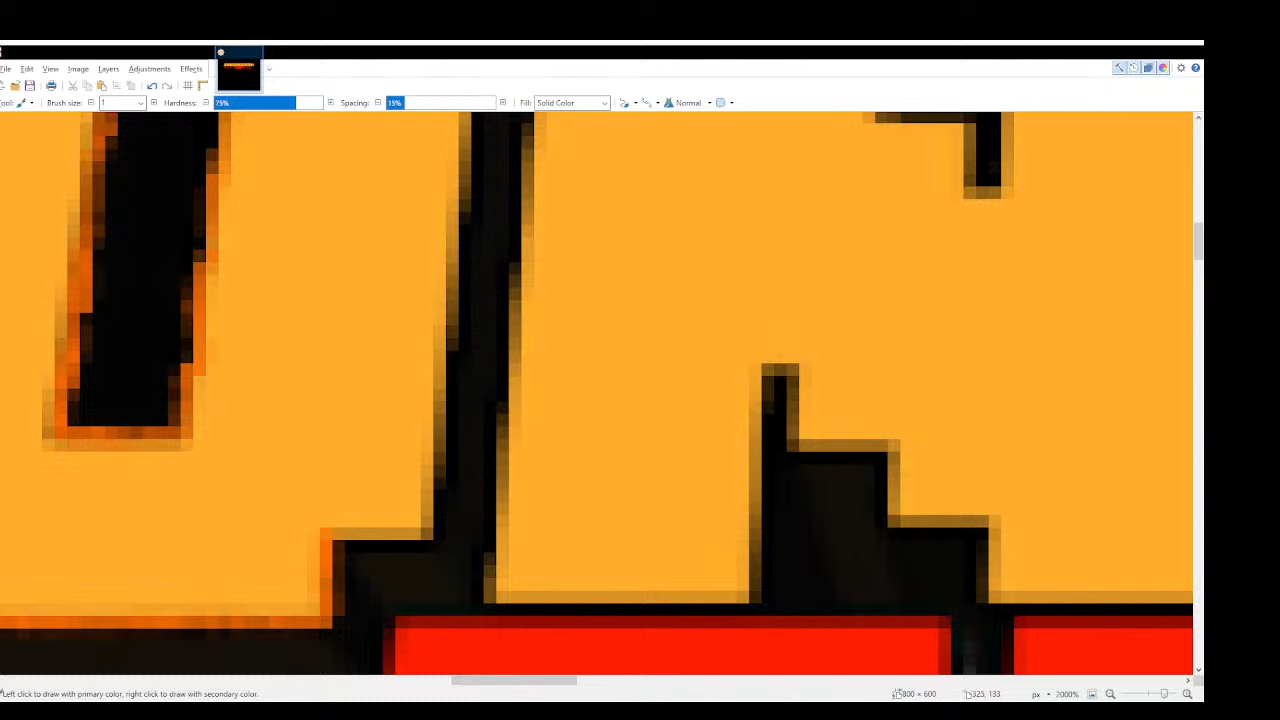 File Edit View Image Layers Adjustments Effects
Tool: Brush size: 1 Hardness: 75% Spacing: 15% Fill: Solid Color Normal
Left click to draw with primary color, right click to draw with secondary color. 800 × 600 325, 133 px 2000%